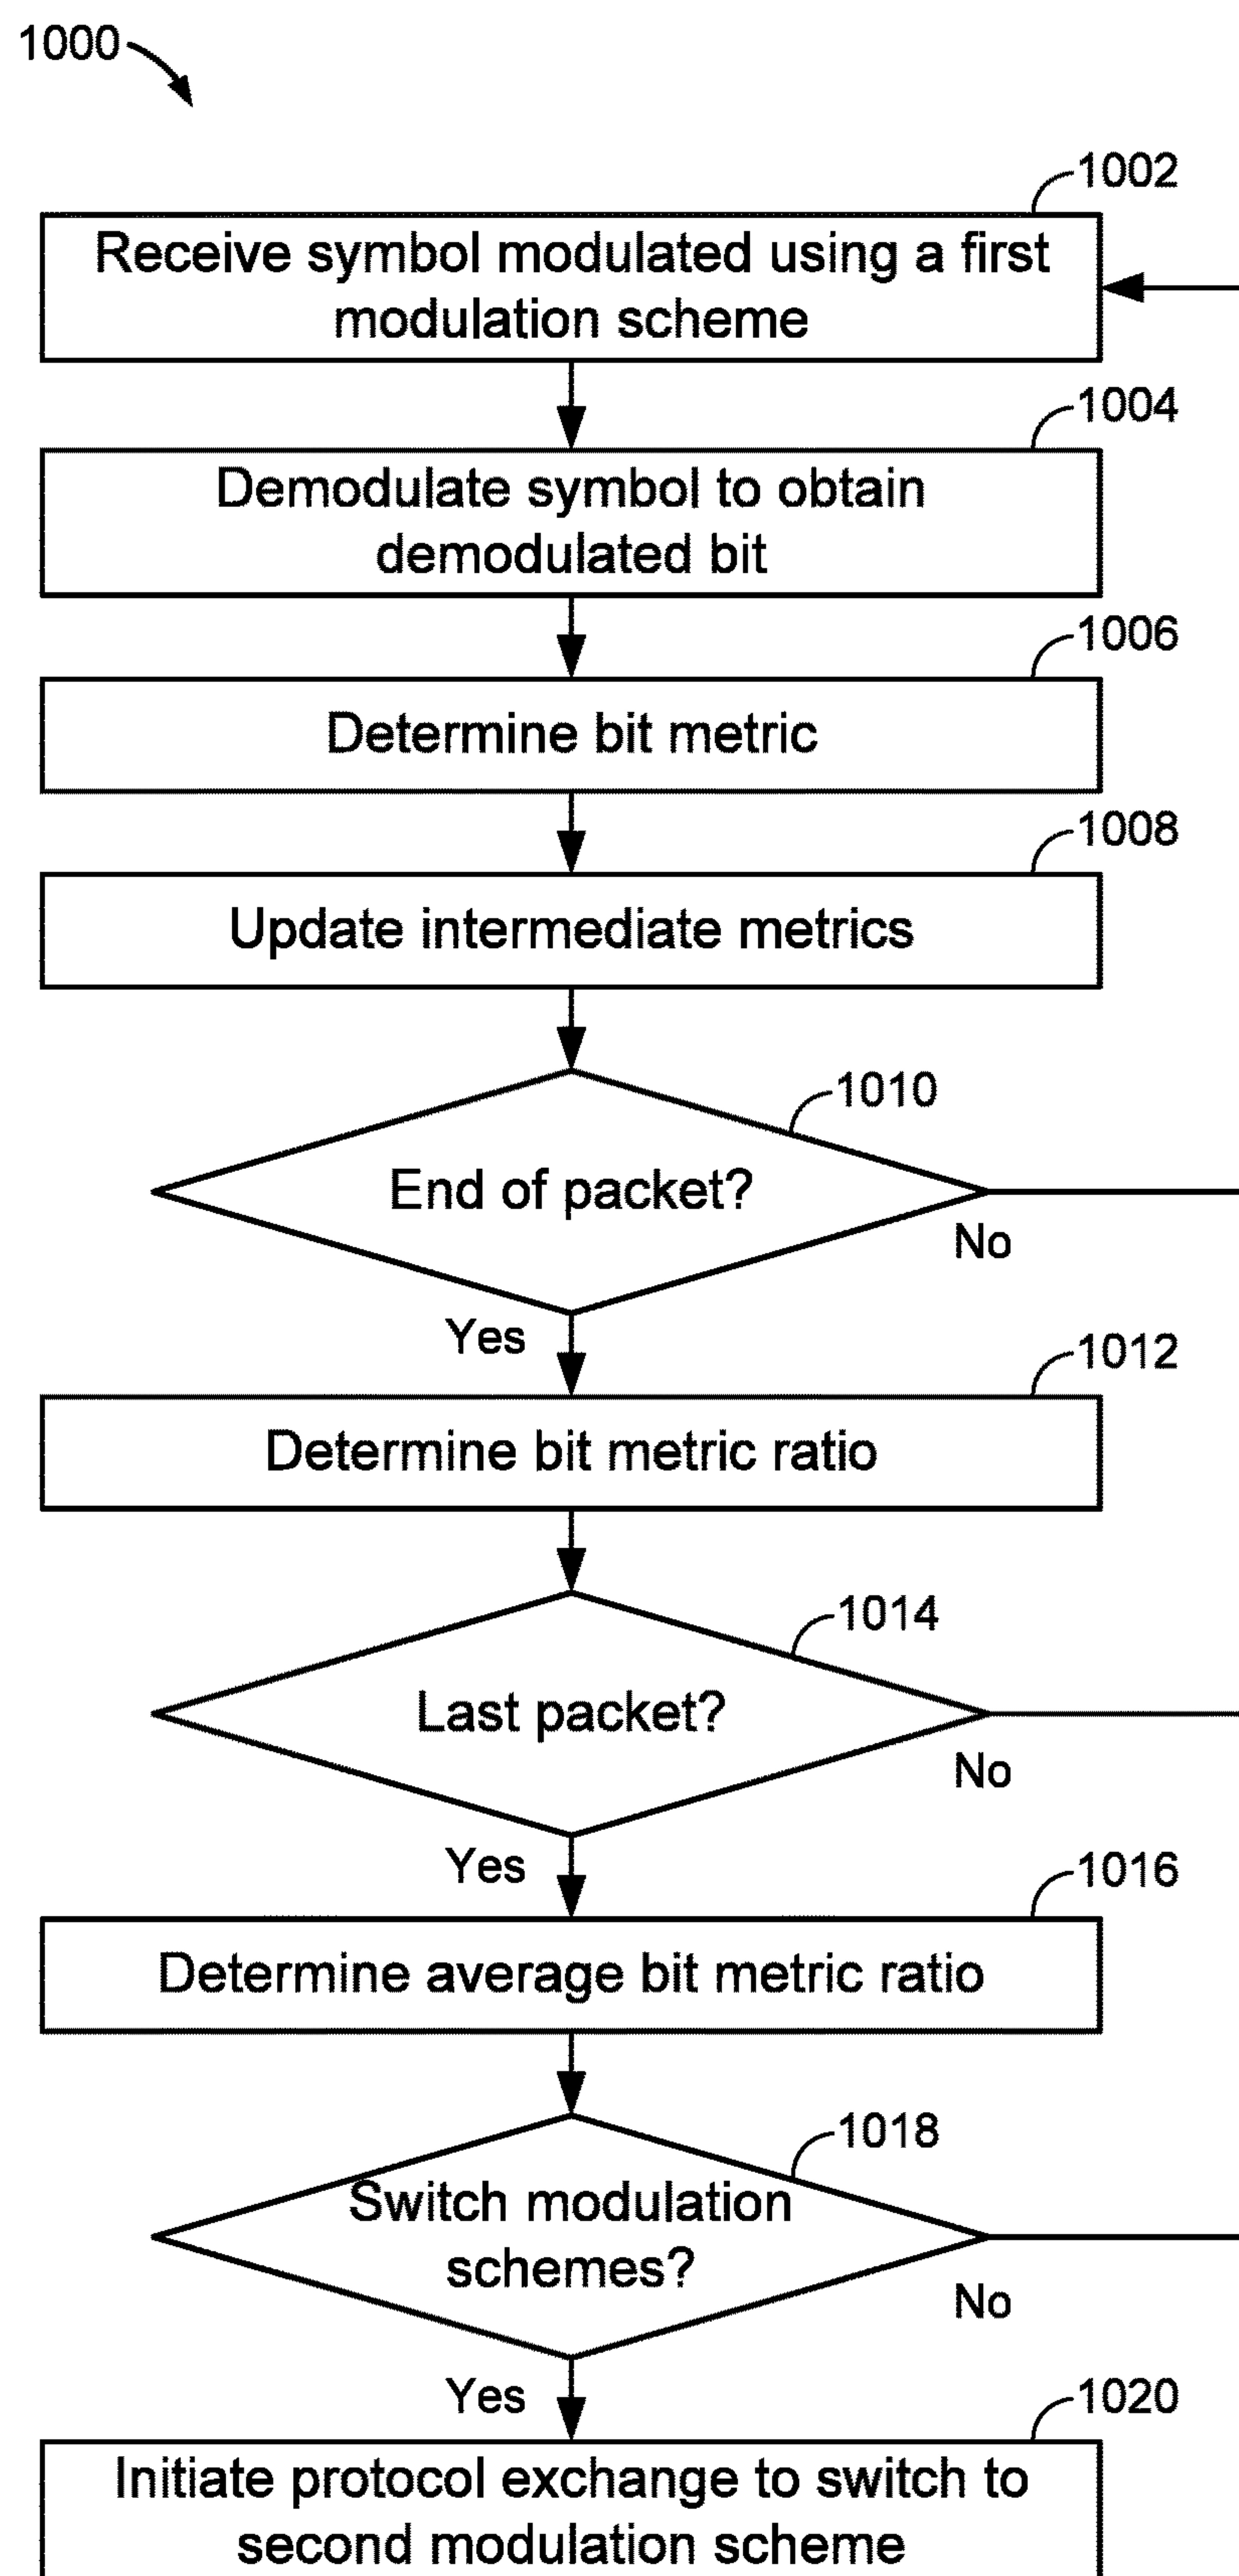 1000
1002
Receive symbol modulated using a first
modulation scheme
1004
Demodulate symbol to obtain
demodulated bit
1006
Determine bit metric
1008
Update intermediate metrics
1010
End of packet?
No
Yes
1012
Determine bit metric ratio
1014
Last packet?
No
Yes
1016
Determine average bit metric ratio
1018
Switch modulation
schemes?
No
Yes
1020
Initiate protocol exchange to switch to
second modulation scheme